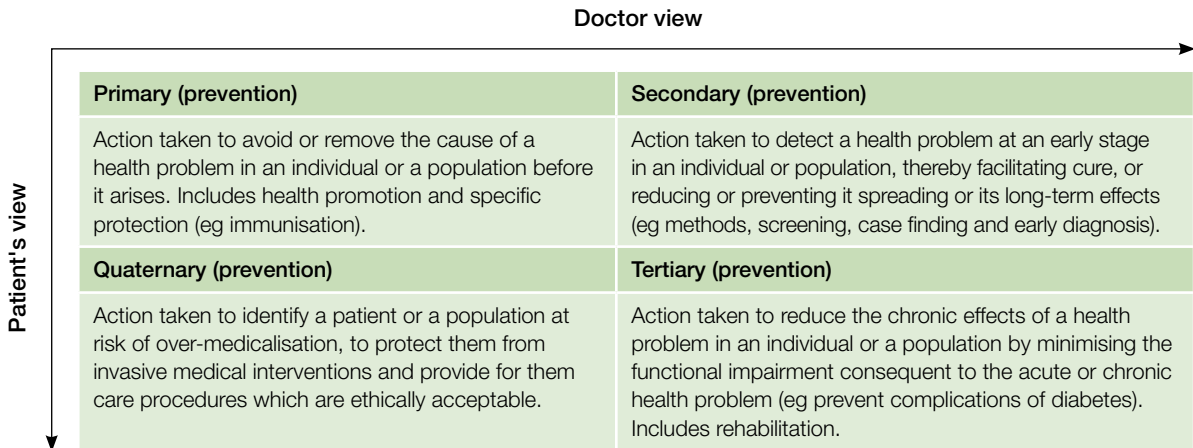 Doctor view
Patient's view
Primary (prevention)
Action taken to avoid or remove the cause of a
health problem in an individual or a population before
it arises. Includes health promotion and specific
protection (eg immunisation).
Secondary (prevention)
Action taken to detect a health problem at an early stage
in an individual or population, thereby facilitating cure, or
reducing or preventing it spreading or its long-term effects
(eg methods, screening, case finding and early diagnosis).
Quaternary (prevention)
Action taken to identify a patient or a population at
risk of over-medicalisation, to protect them from
invasive medical interventions and provide for them
care procedures which are ethically acceptable.
Tertiary (prevention)
Action taken to reduce the chronic effects of a health
problem in an individual or a population by minimising the
functional impairment consequent to the acute or chronic
health problem (eg prevent complications of diabetes).
Includes rehabilitation.